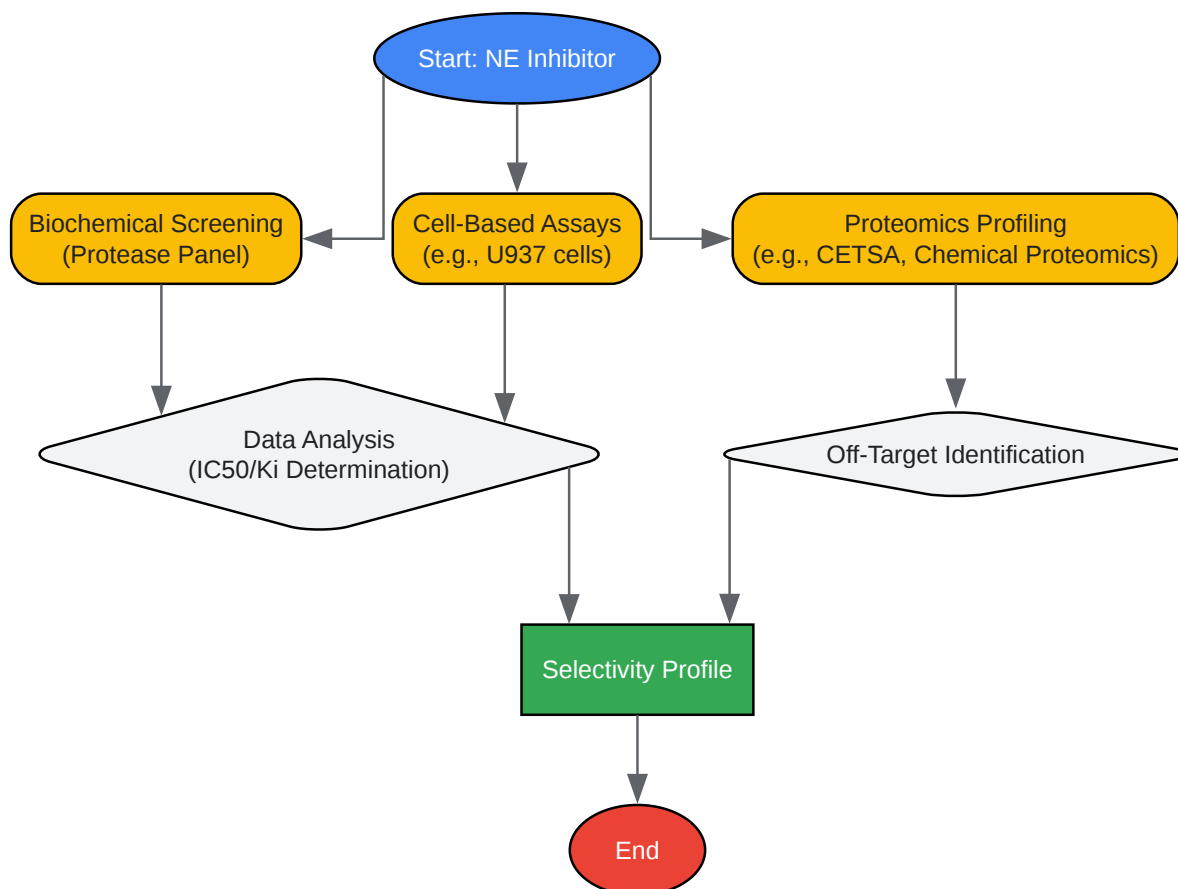 Start: NE Inhibitor
Biochemical Screening
(Protease Panel)
Cell-Based Assays
(e.g., U937 cells)
Proteomics Profiling
(e.g., CETSA, Chemical Proteomics)
Data Analysis
(IC50/Ki Determination)
Off-Target Identification
Selectivity Profile
End